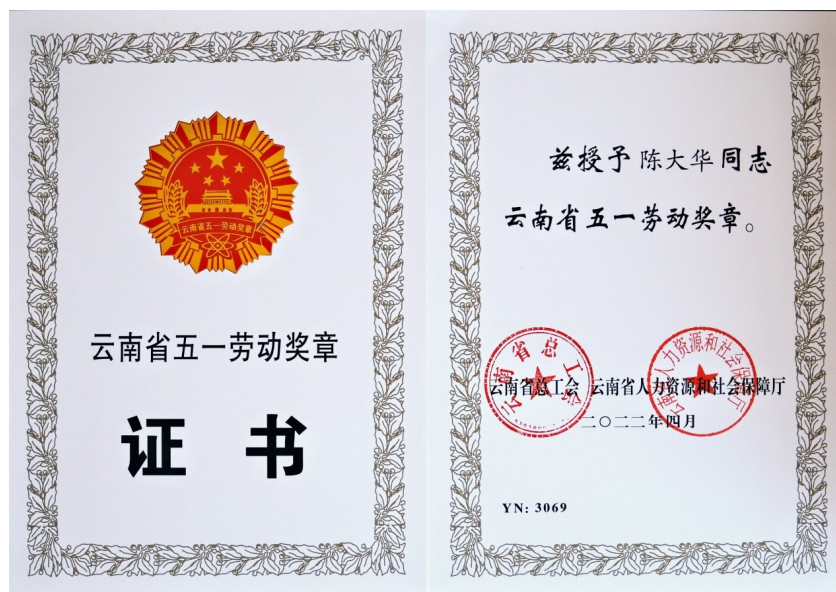 云南省五一劳动奖章
云南省五一劳动奖章
证书
兹授予陈大华同志
云南省五一劳动奖章。
云南省总工会
云南省人力资源和社会保障厅
云南省总工会 云南省人力资源和社会保障厅
二〇二二年四月
YN: 3069